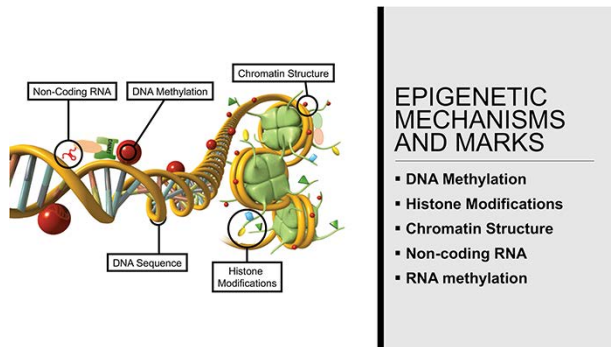 Chromatin Structure
Non-Coding RNA
DNA Methylation
DNA Sequence
Histone
Modifications
EPIGENETIC
MECHANISMS
AND MARKS
▪ DNA Methylation
▪ Histone Modifications
▪ Chromatin Structure
▪ Non-coding RNA
▪ RNA methylation